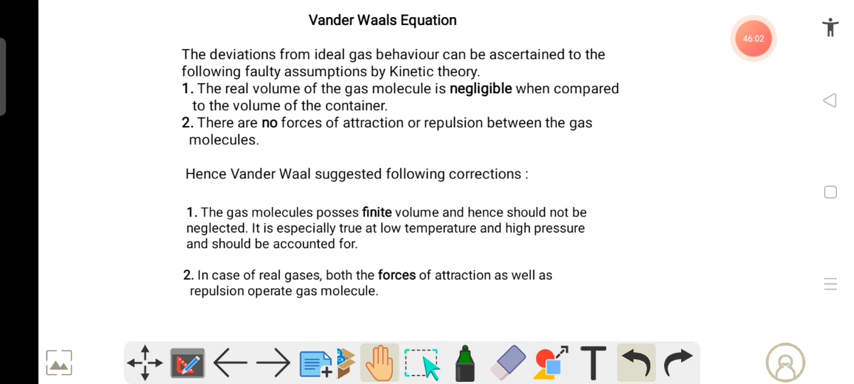 Vander Waals Equation
46:02
The deviations from ideal gas behaviour can be ascertained to the
following faulty assumptions by Kinetic theory.
1. The real volume of the gas molecule is negligible when compared
to the volume of the container.
2. There are no forces of attraction or repulsion between the gas
molecules.
Hence Vander Waal suggested following corrections :
1. The gas molecules posses finite volume and hence should not be
neglected. It is especially true at low temperature and high pressure
and should be accounted for.
2. In case of real gases, both the forces of attraction as well as
repulsion operate gas molecule.
T